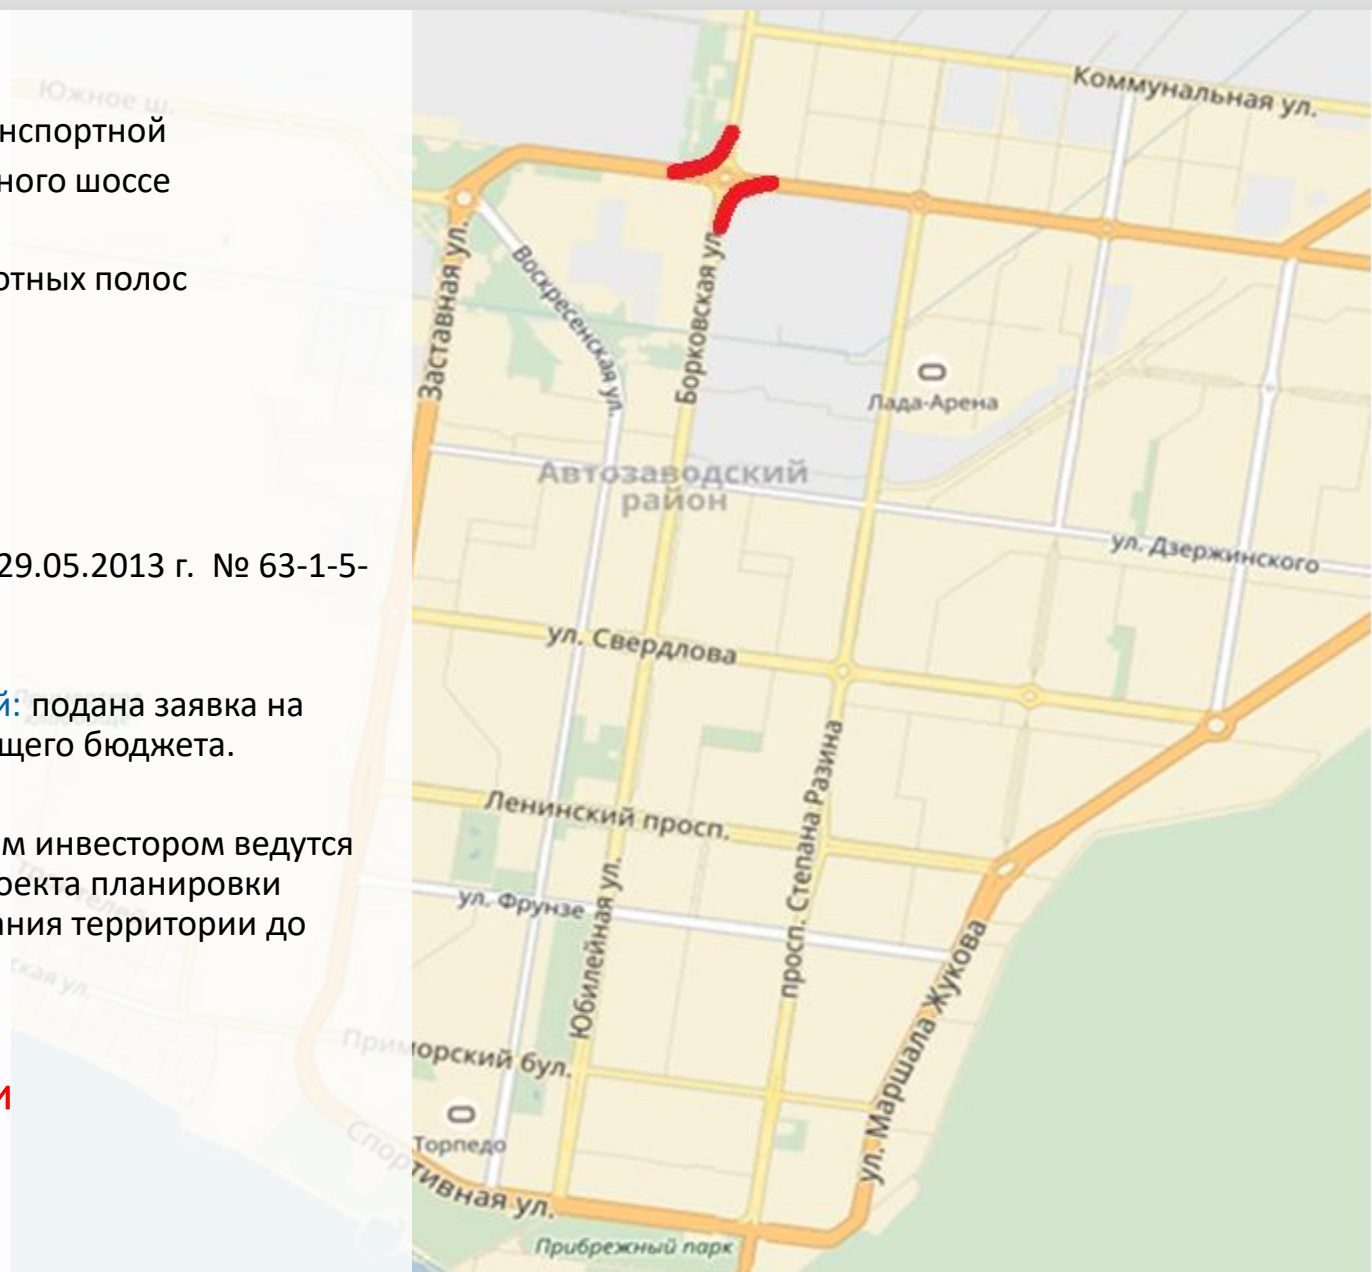 Южное ш.
нспортной
ного шоссе
отных полос
29.05.2013 г. № 63-1-5-
й: подана заявка на
щего бюджета.
м инвестором ведутся
оекта планировки
ания территории до
и
Коммунальная ул.
Заставная ул.
Воскресенская ул.
Борковская ул.
Лада-Арена
Автозаводский
район
ул. Дзержинского
ул. Свердлова
Ленинский просп.
просп. Степана Разина
ул. Фрунзе
Юбилейная ул.
ул. Маршала Жукова
ская ул.
Приморский бул.
Торпедо
Спортивная ул.
Прибрежный парк